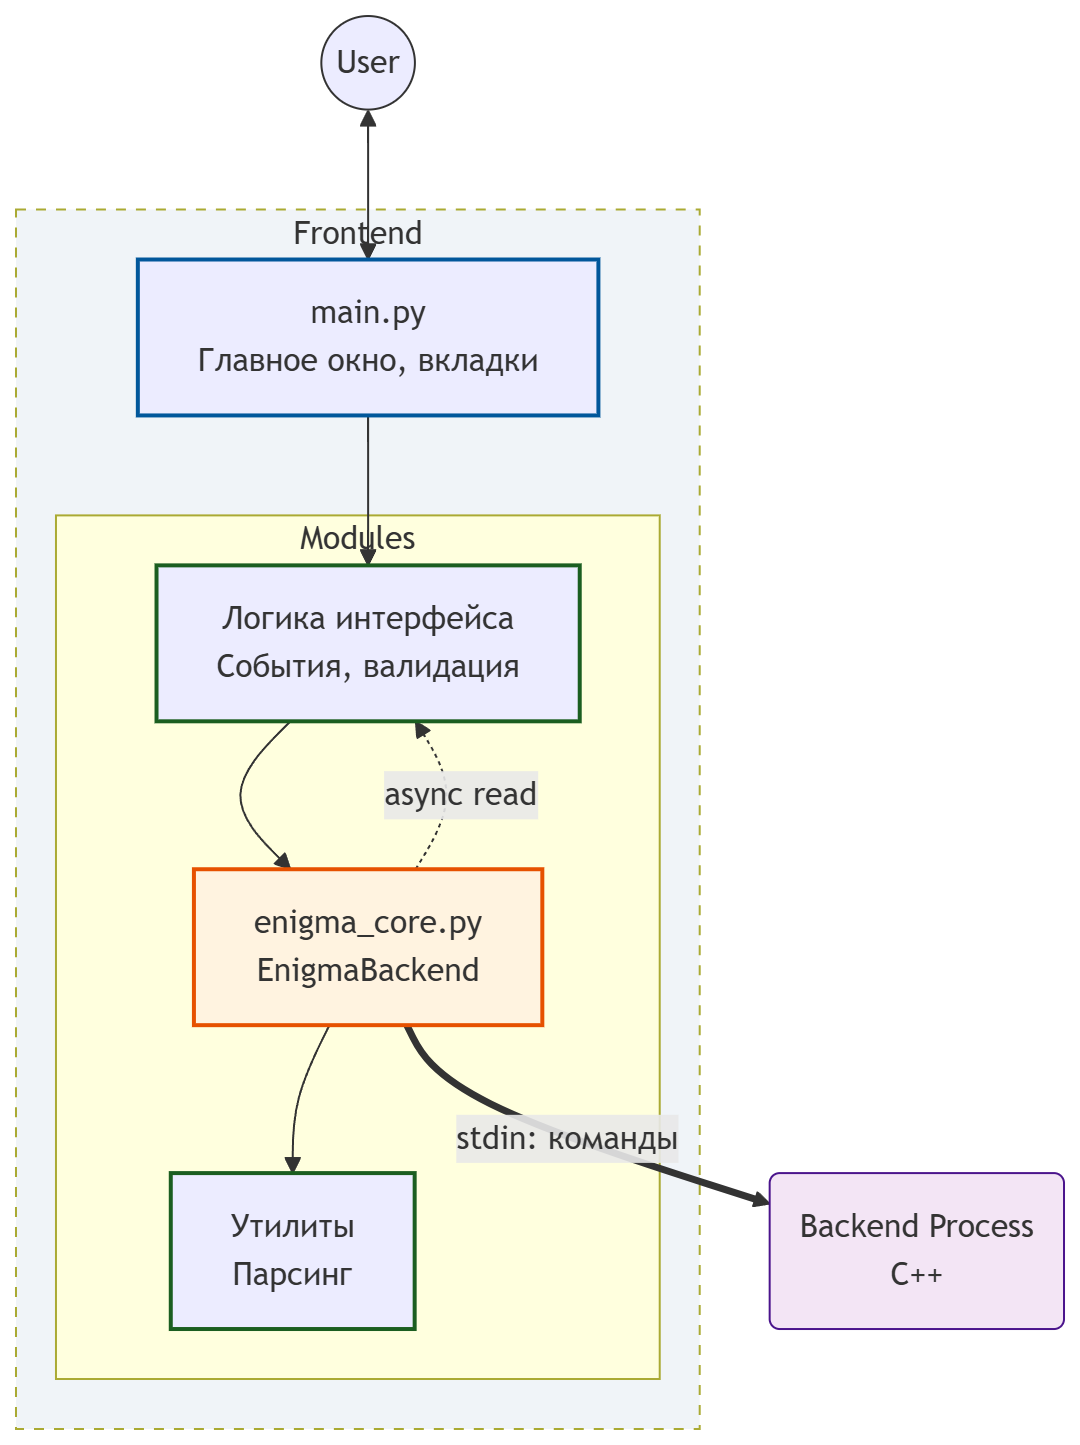 User
Frontend
main.py
Главное окно, вкладки
Modules
Логика интерфейса
События, валидация
async read
enigma_core.py
EnigmaBackend
stdin: команды
Утилиты
Парсинг
Backend Process
C++